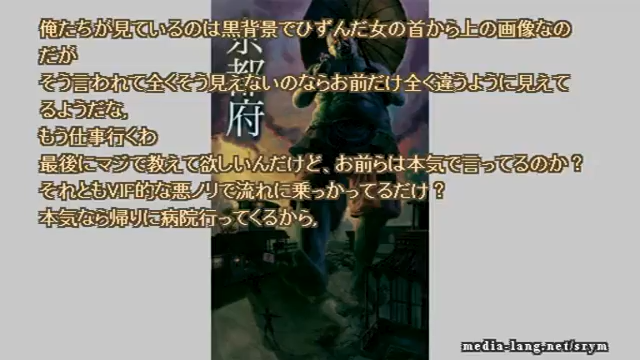 俺たちが見ているのは黒背景でひずんだ女の首から上の画像なの
だが
そう言われて全くそう見えないのならお前だけ全く違うように見えて
るようだな。
もう仕事行くわ
最後にマジで教えて欲しいんだけど、お前らは本気で言ってるのか？
それともVIP的な悪ノリで流れに乗っかってるだけ？
本気なら帰りに病院行ってくるから。
京都府
media-lang.net/srym